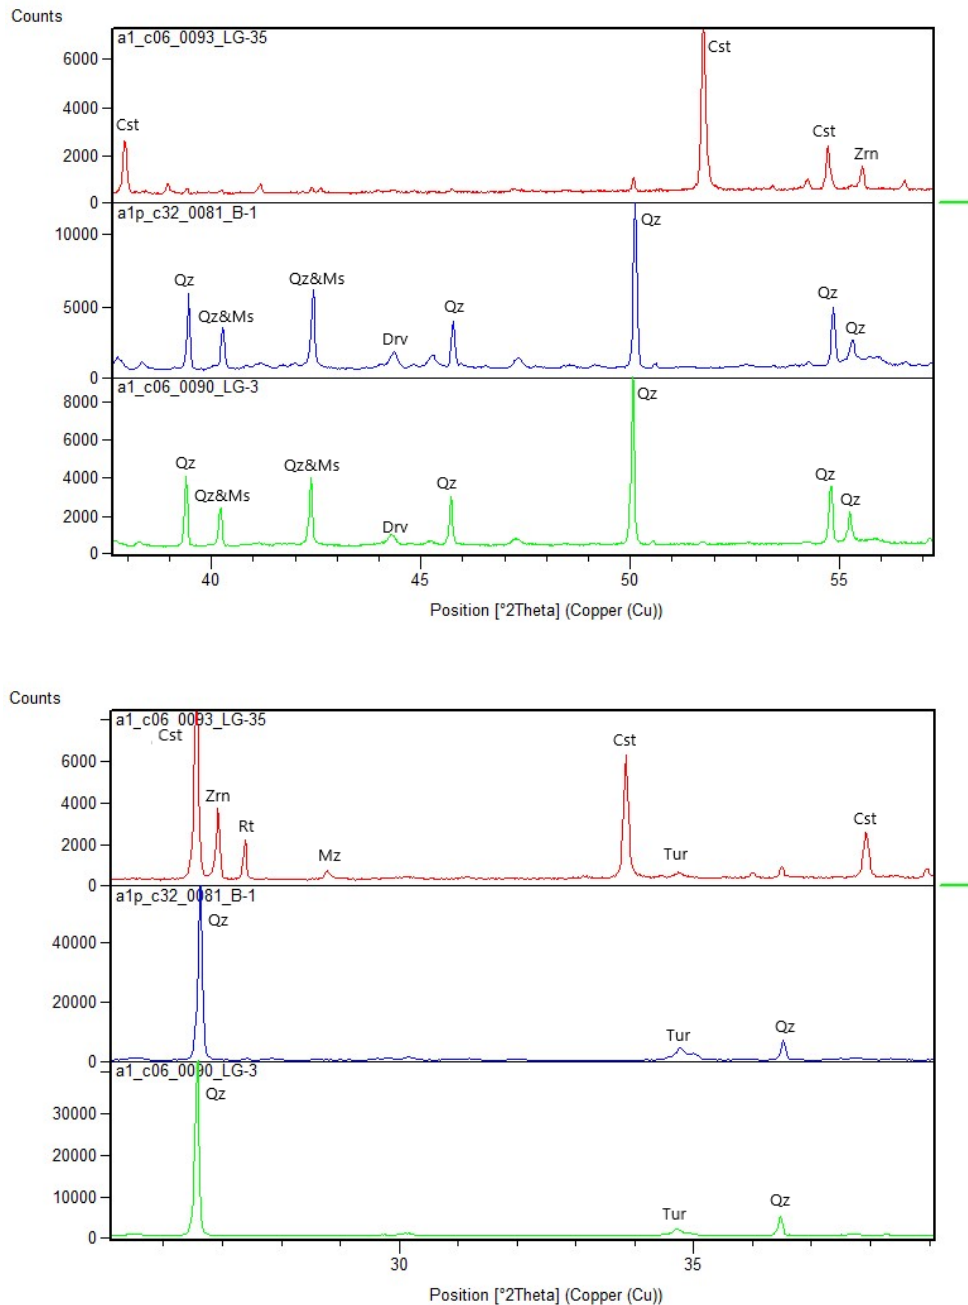 Counts
a1_c06_0093_LG-35
Cst
6000
4000
Cst
Cst
Zrn
2000
0
a1p_c32_0081_B-1
Qz
10000
Qz
Qz&Ms
Qz&Ms
Qz
Qz
Qz
Drv
5000
0
a1_c06_0090_LG-3
Qz
8000
6000
Qz
Qz&Ms
Qz&Ms
Qz
Qz
Qz
4000
Drv
2000
0
40
45
50
55
Position [°2Theta] (Copper (Cu))
Counts
a1_c06_0093_LG-35
Cst
Cst
6000
Zrn
4000
Rt
Cst
Mz
Tur
2000
0
a1p_c32_0081_B-1
Qz
40000
20000
Tur
Qz
0
a1_c06_0090_LG-3
Qz
30000
20000
10000
Tur
Qz
0
30
35
Position [°2Theta] (Copper (Cu))